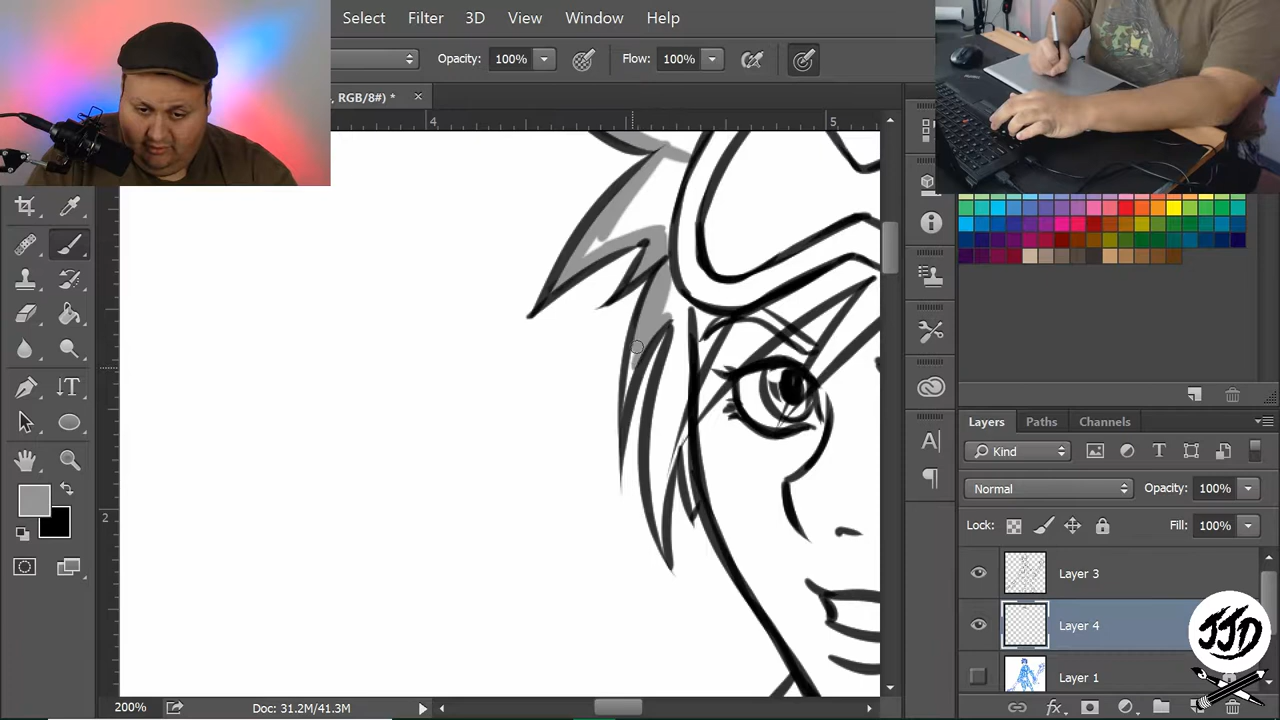 Select Filter 3D View Window Help
Opacity: 100% Flow: 100%
, RGB/8#) *
4 5
2
Layers Paths Channels
Kind
Normal Opacity: 100%
Lock: Fill: 100%
Layer 3
Layer 4
Layer 1
JJD
200% Doc: 31.2M/41.3M